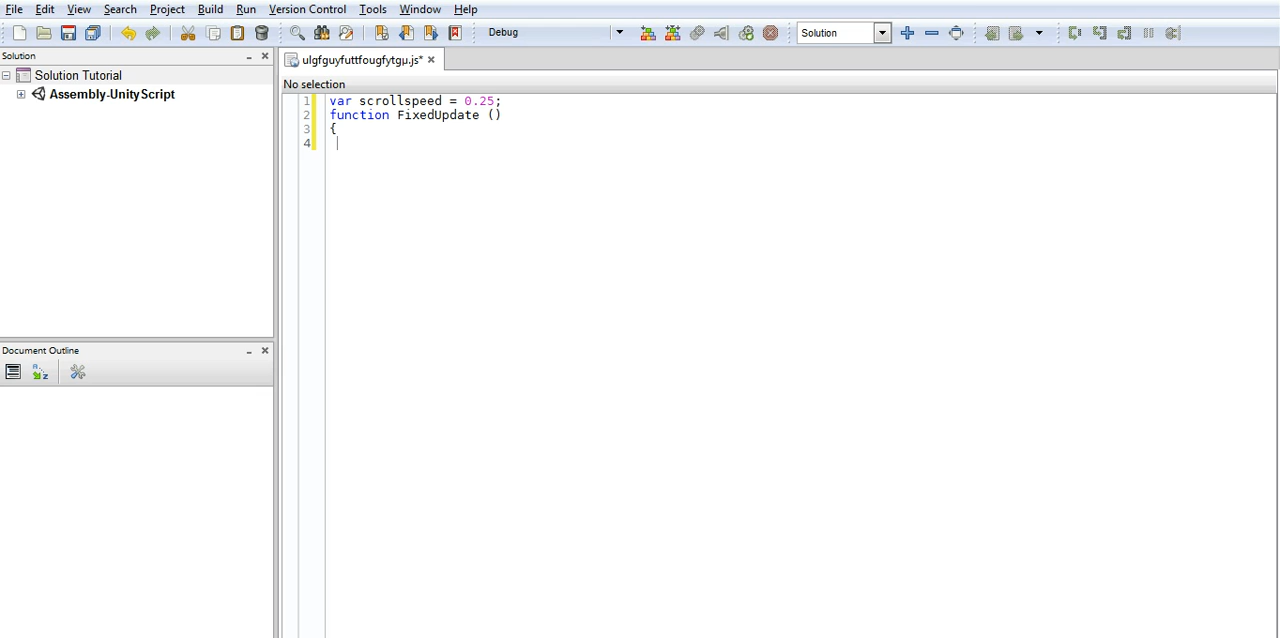 File Edit View Search Project Build Run Version Control Tools Window Help
Debug Solution
Solution
ulgfguyfuttfougfytgµ.js*
Solution Tutorial
Assembly-UnityScript
No selection
1 var scrollspeed = 0.25;
2 function FixedUpdate ()
3 {
4
Document Outline